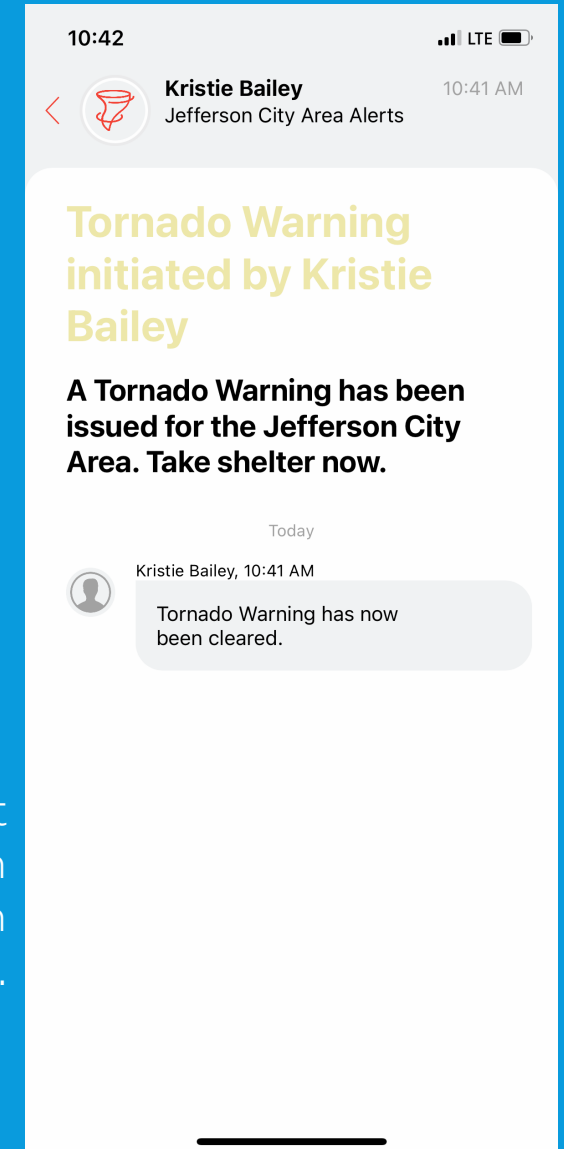 10:42
LTE
Kristie Bailey
10:41 AM
Jefferson City Area Alerts
Tornado Warning
initiated by Kristie
Bailey
A Tornado Warning has been
issued for the Jefferson City
Area. Take shelter now.
Today
Kristie Bailey, 10:41 AM
Tornado Warning has now
been cleared.